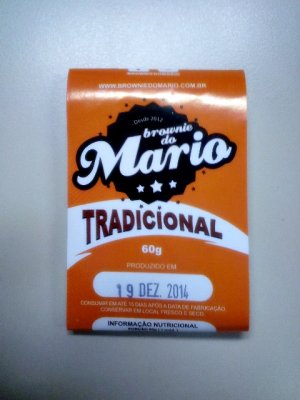 WWW.BROWNIEDOMARIO.COM.BR
Desde 2012
brownie
do
Mario
TRADICIONAL
60g
PRODUZIDO EM
19 DEZ. 2014
CONSUMIR EM ATÉ 15 DIAS APÓS A DATA DE FABRICAÇÃO.
CONSERVAR EM LOCAL FRESCO E SECO.
INFORMAÇÃO NUTRICIONAL